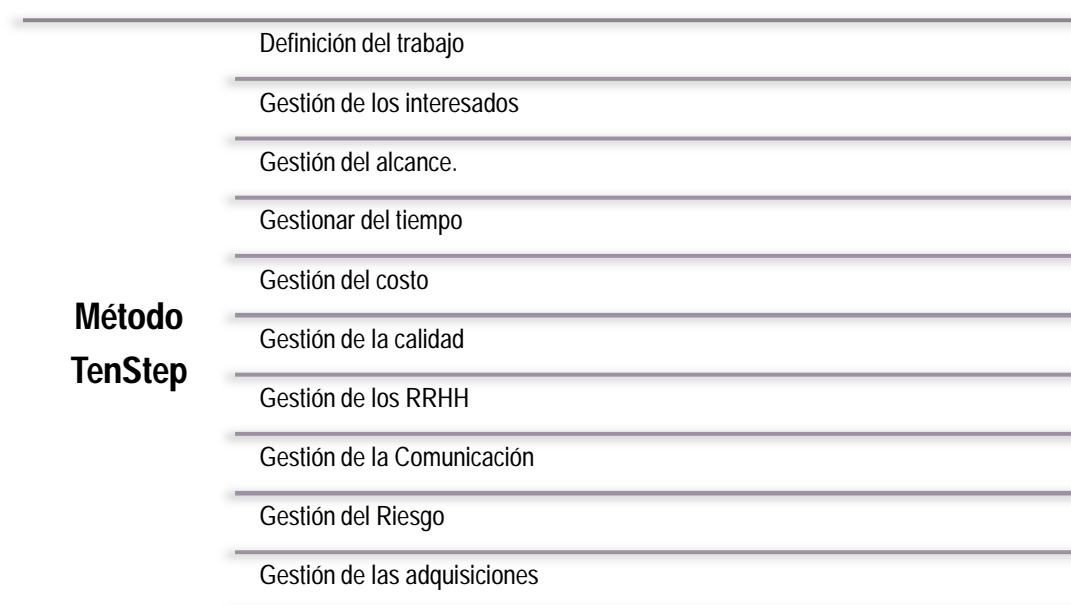 Definición del trabajo
Gestión de los interesados
Gestión del alcance.
Gestionar del tiempo
Gestión del costo
Método
TenStep
Gestión de la calidad
Gestión de los RRHH
Gestión de la Comunicación
Gestión del Riesgo
Gestión de las adquisiciones